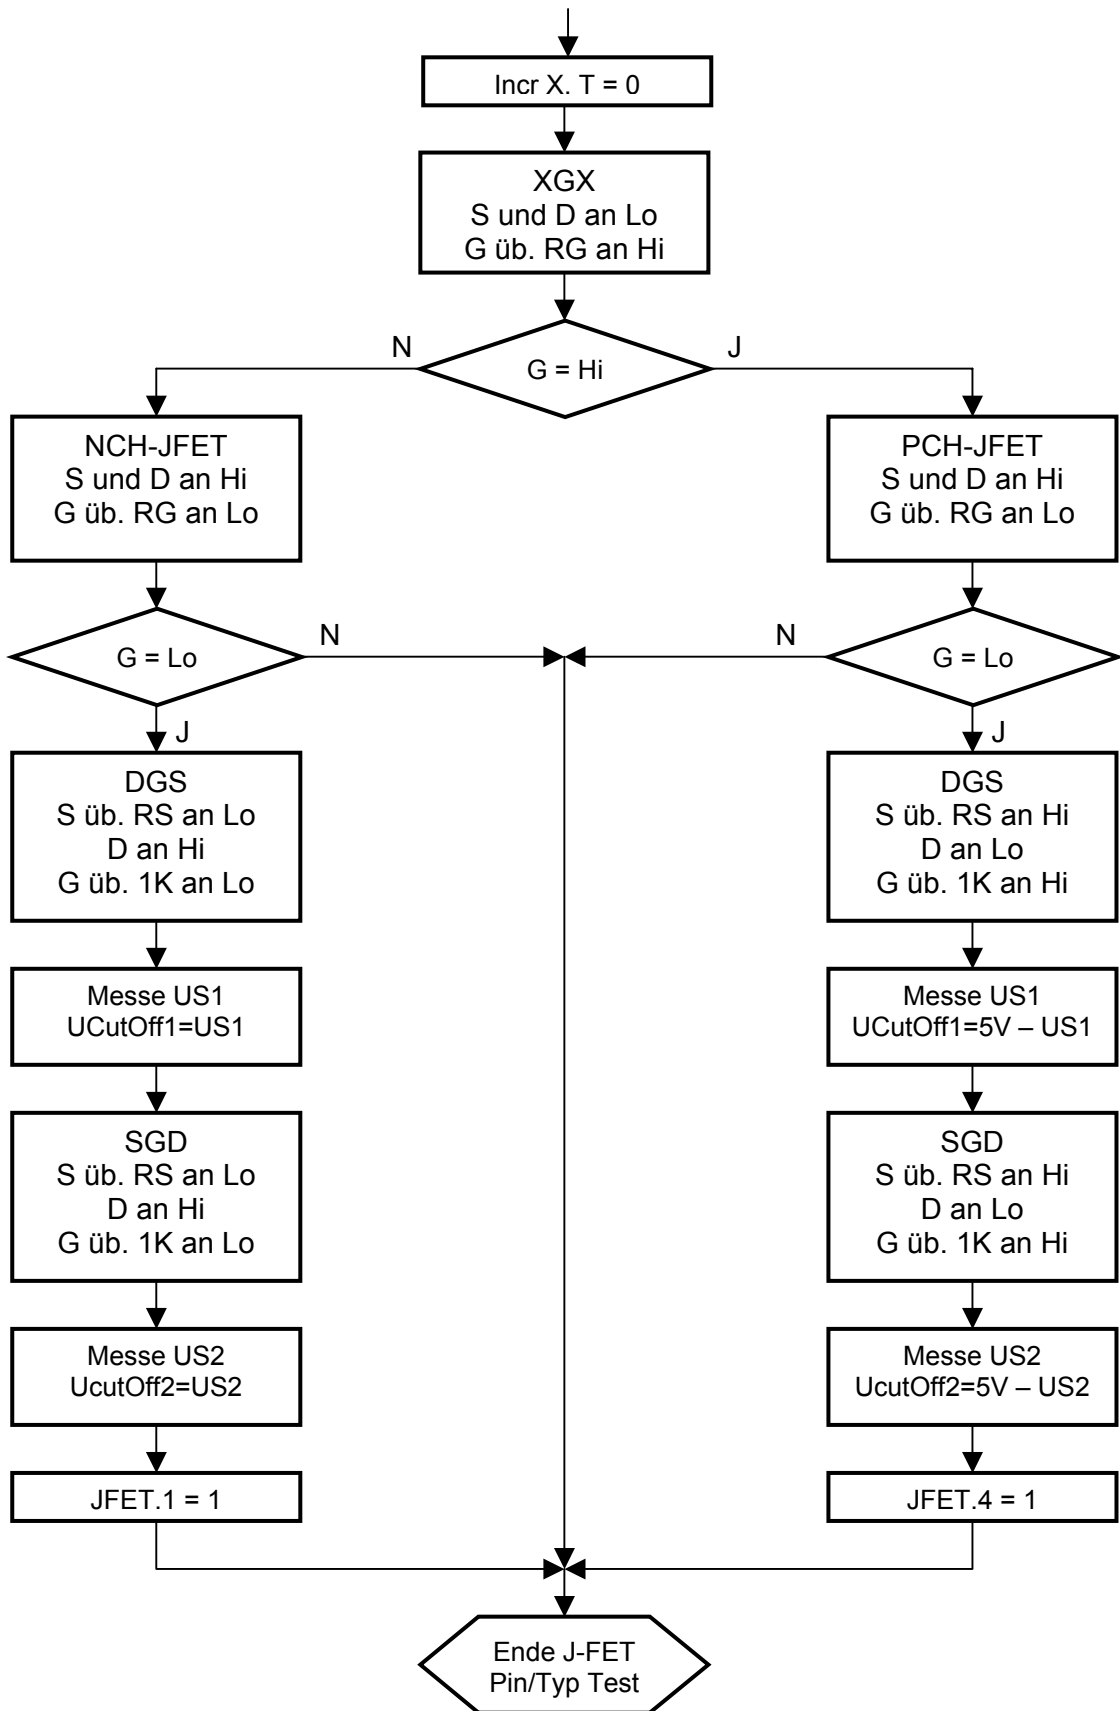 Incr X. T = 0
XGX
S und D an Lo
G üb. RG an Hi
N
G = Hi
J
NCH-JFET
S und D an Hi
G üb. RG an Lo
PCH-JFET
S und D an Hi
G üb. RG an Lo
G = Lo
N
N
G = Lo
J
J
DGS
S üb. RS an Lo
D an Hi
G üb. 1K an Lo
DGS
S üb. RS an Hi
D an Lo
G üb. 1K an Hi
Messe US1
UCutOff1=US1
Messe US1
UCutOff1=5V – US1
SGD
S üb. RS an Lo
D an Hi
G üb. 1K an Lo
SGD
S üb. RS an Hi
D an Lo
G üb. 1K an Hi
Messe US2
UcutOff2=US2
Messe US2
UcutOff2=5V – US2
JFET.1 = 1
JFET.4 = 1
Ende J-FET
Pin/Typ Test